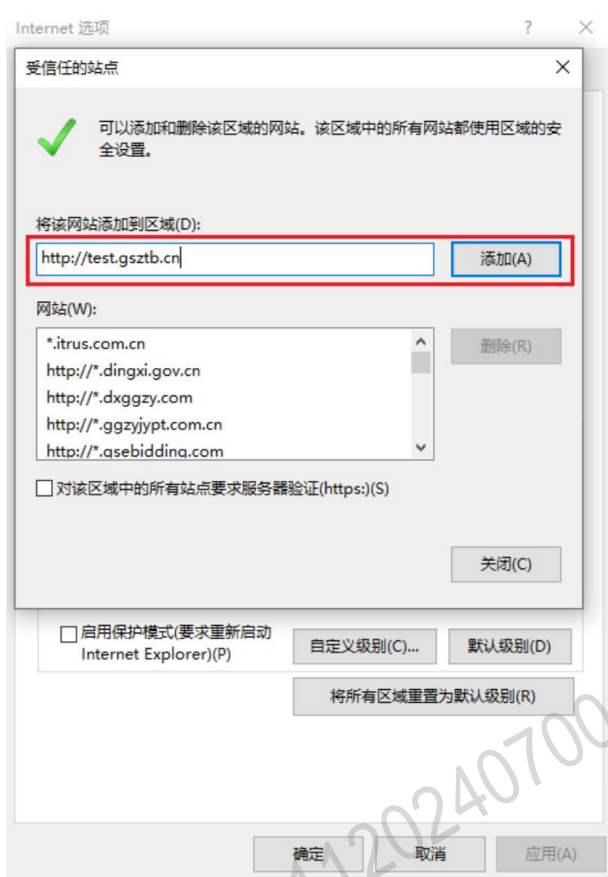 Internet 选项
受信任的站点
可以添加和删除该区域的网站。该区域中的所有网站都使用区域的安
全设置。
将该网站添加到区域(D):
http://test.gsztb.cn
添加(A)
网站(W):
*.itrus.com.cn
http://*.dingxi.gov.cn
http://*.dxggzy.com
http://*.ggzyjypt.com.cn
http://*.gsebidding.com
删除(R)
对该区域中的所有站点要求服务器验证(https:)(S)
关闭(C)
启用保护模式(要求重新启动
Internet Explorer)(P)
自定义级别(C)...
默认级别(D)
将所有区域重置为默认级别(R)
确定
取消
应用(A)